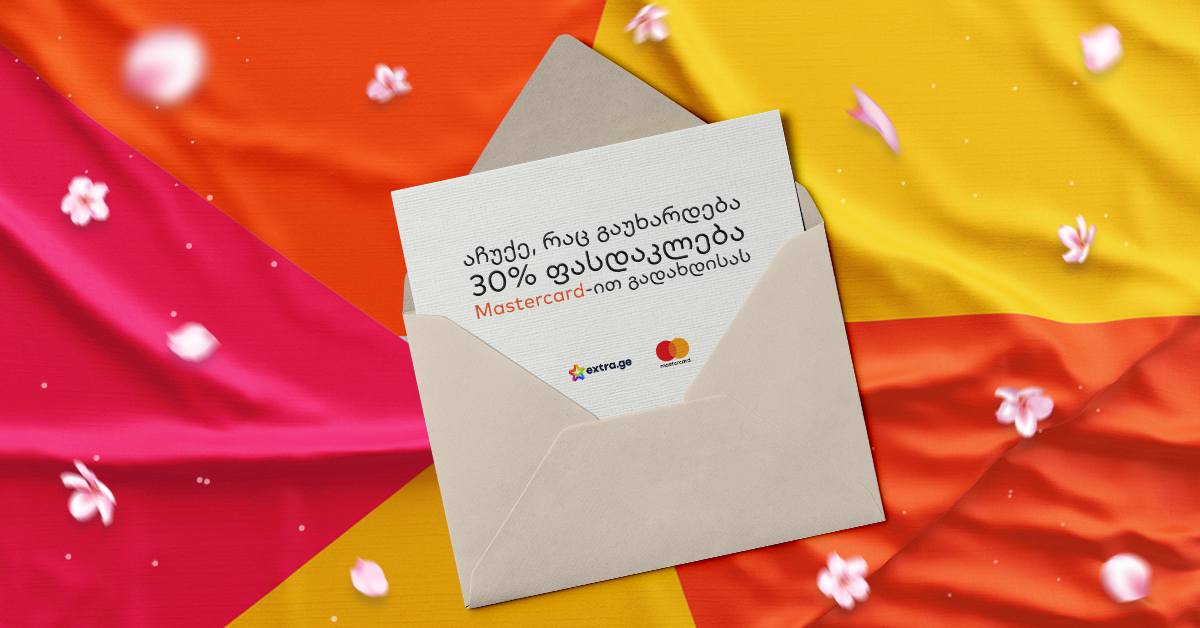 აჩუქე, რაც გაუხარდება
30% ფასდაკლება
Mastercard-ით გადახდისას
extra.ge
mastercard